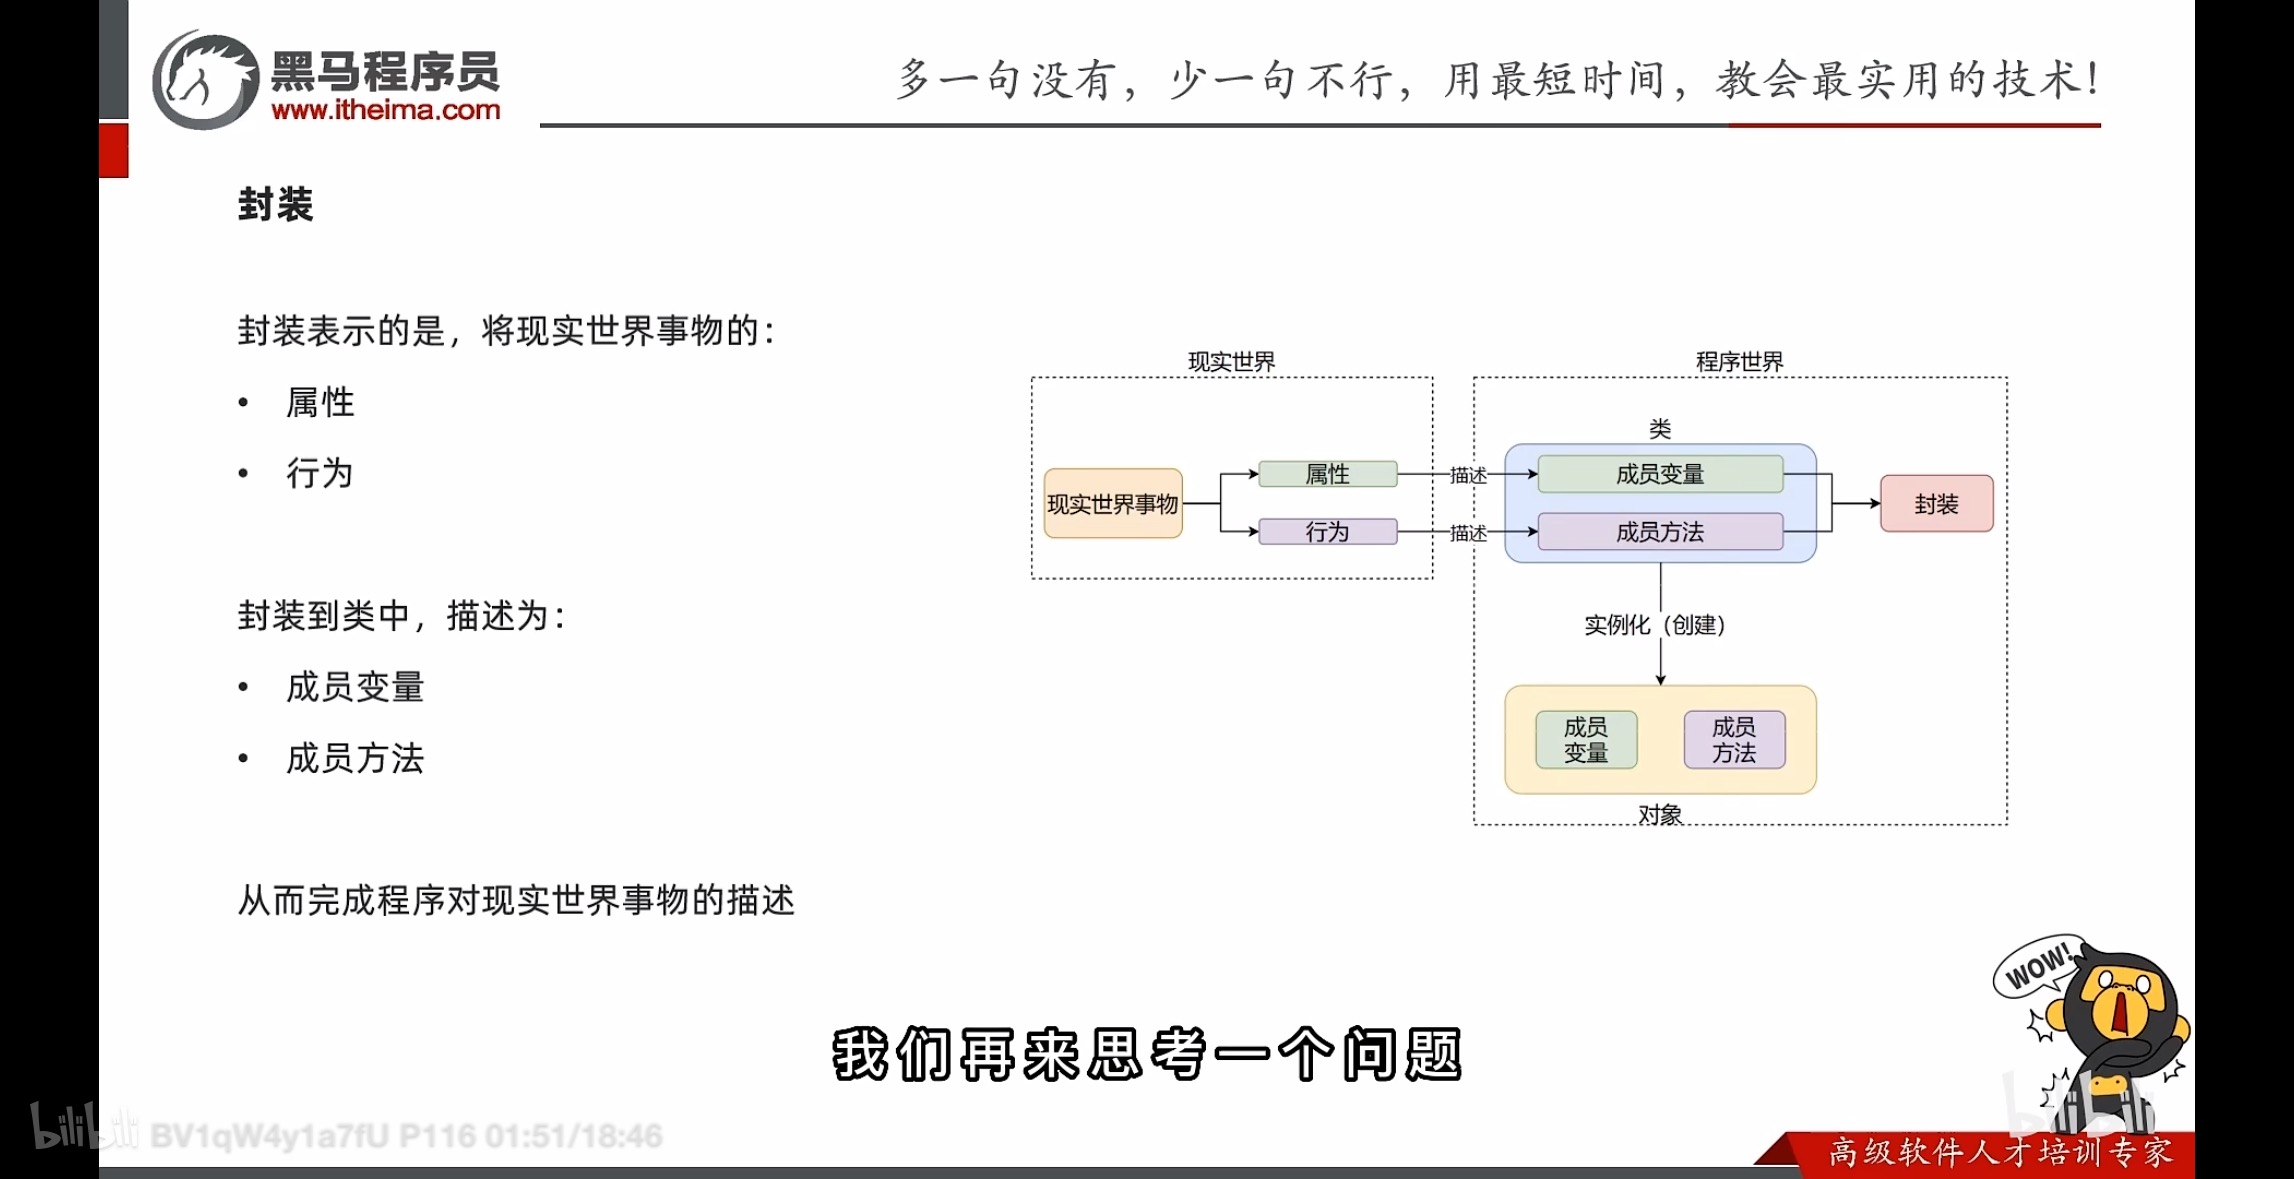 黑马程序员
www.itheima.com
多一句没有，少一句不行，用最短时间，教会最实用的技术！
封装
封装表示的是，将现实世界事物的：
• 属性
• 行为
封装到类中，描述为：
• 成员变量
• 成员方法
从而完成程序对现实世界事物的描述
现实世界
现实世界事物
属性
行为
描述
描述
程序世界
类
成员变量
成员方法
封装
实例化（创建）
成员
变量
成员
方法
对象
WOW!
我们再来思考一个问题
bilibili BV1qW4y1a7fU P116 01:51/18:46
bilibili
高级软件人才培训专家